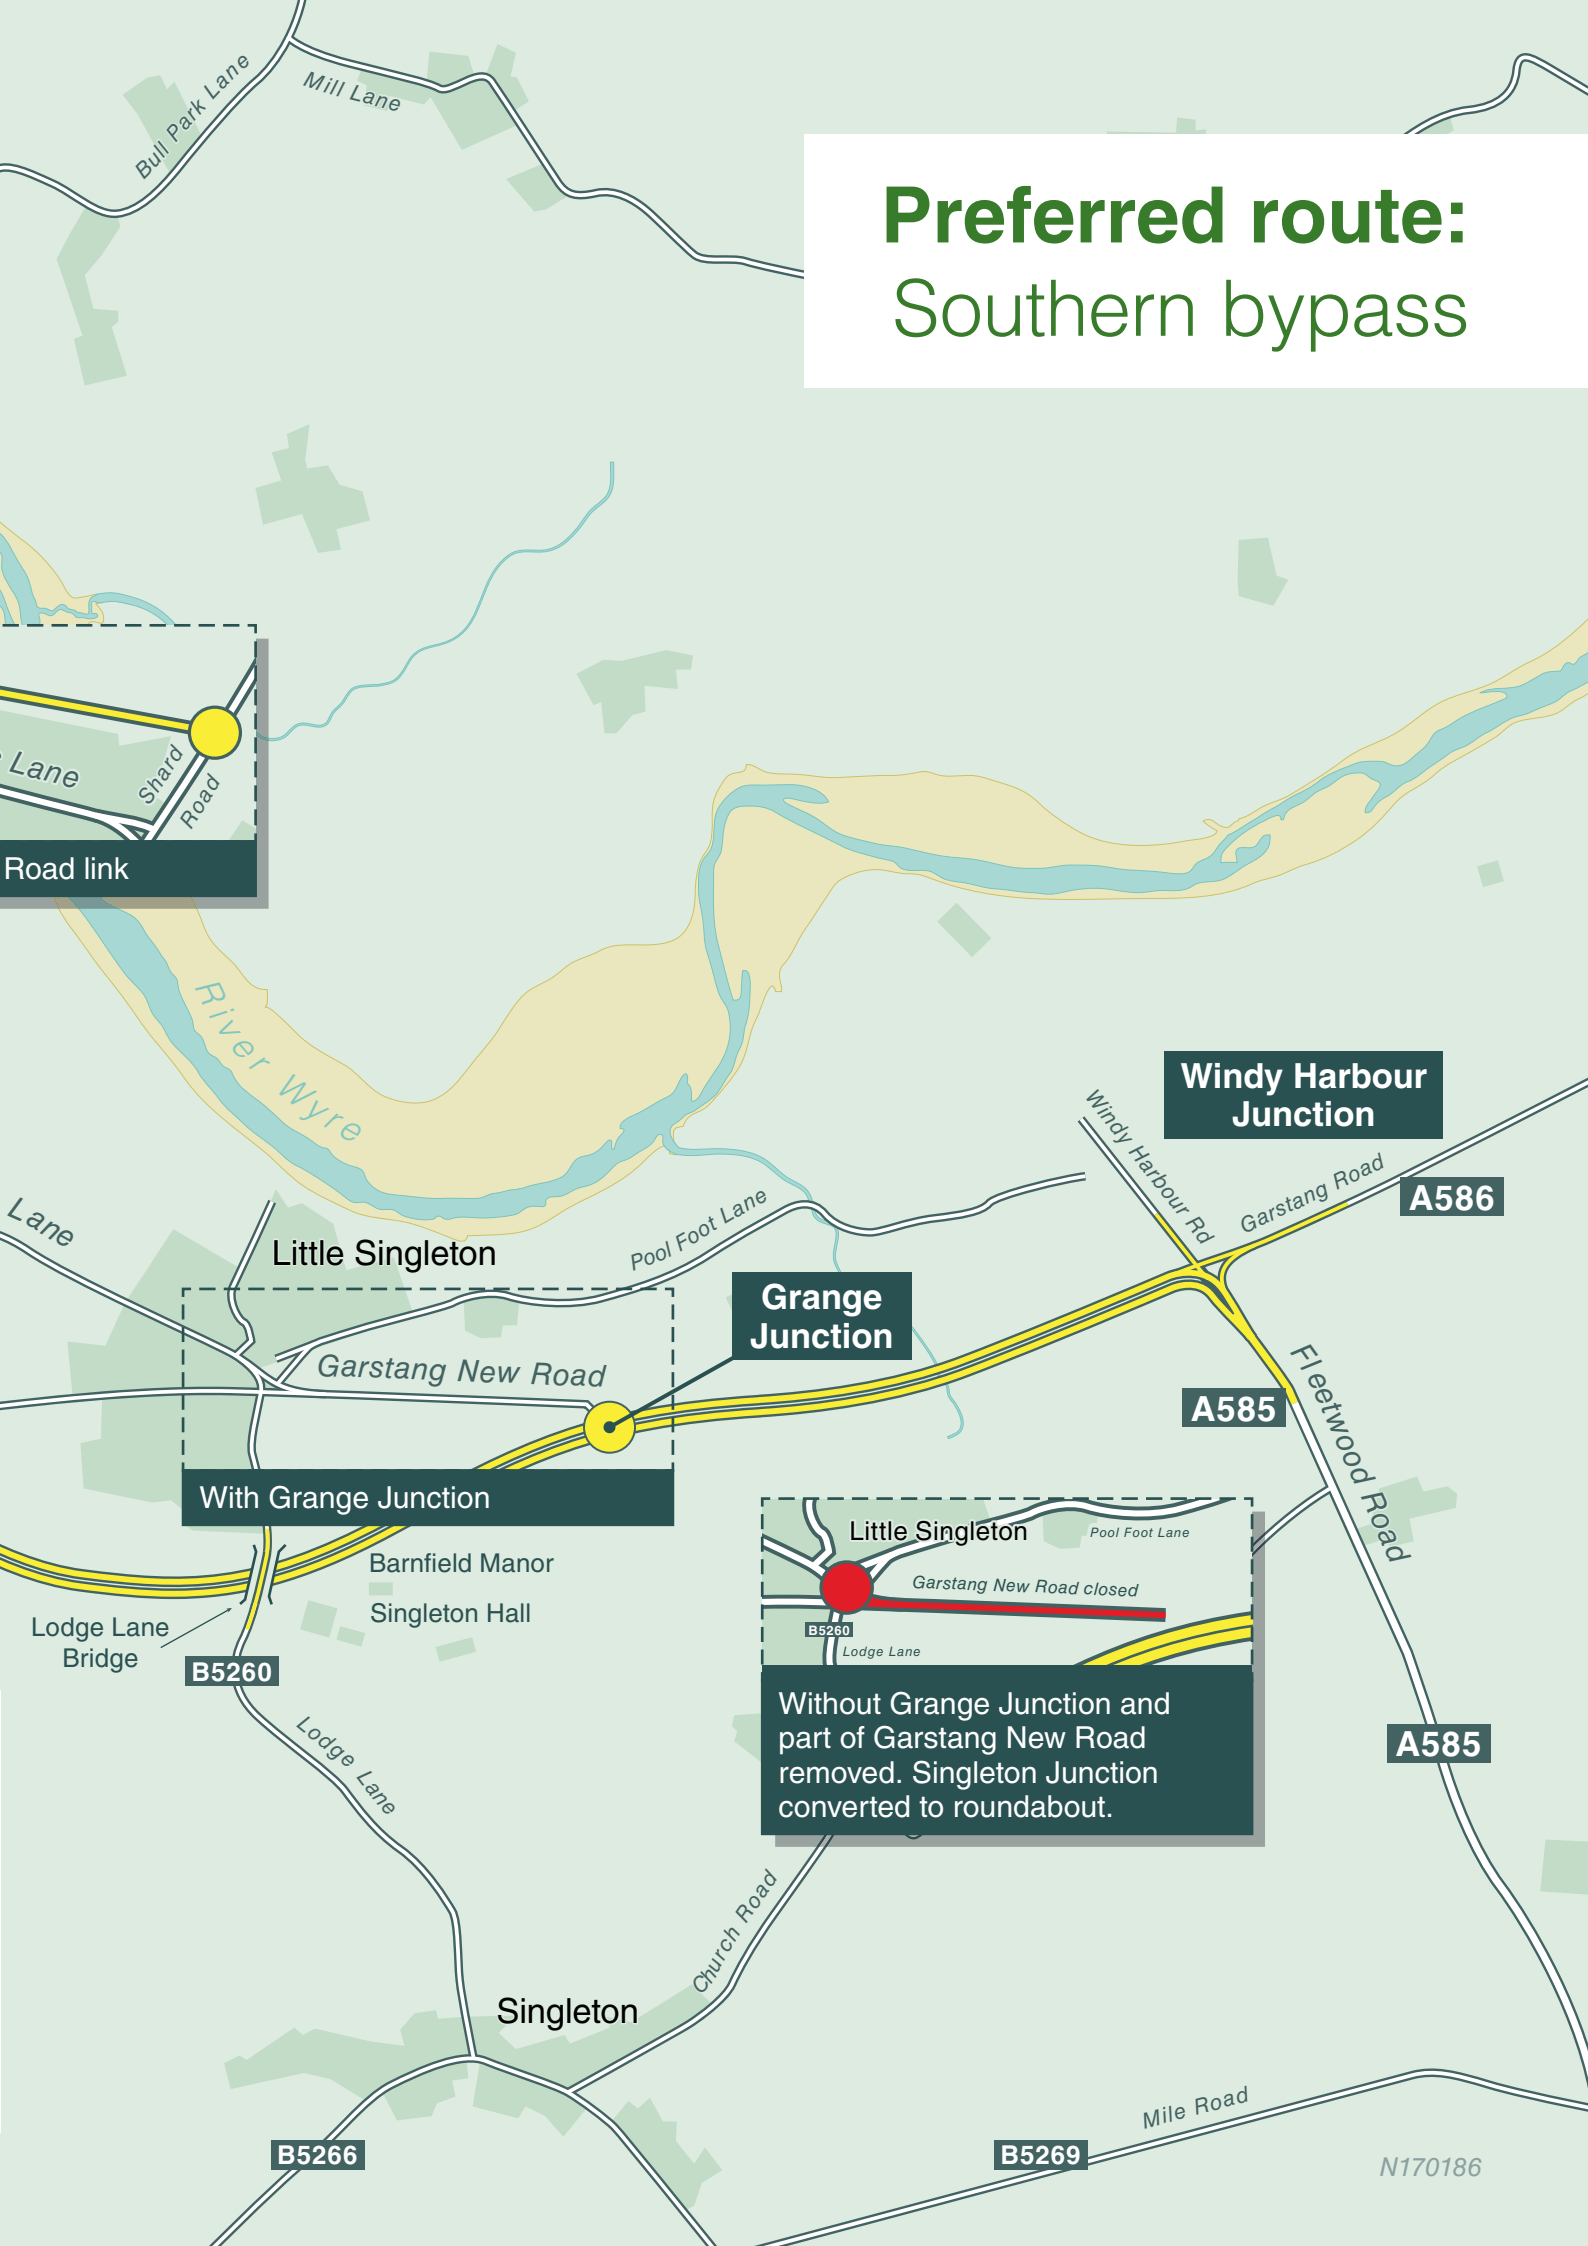 Bull Park Lane
Mill Lane
Preferred route:
Southern bypass
Lane
Shard
Road
Road link
River Wyre
Windy Harbour
Junction
Windy Harbour Rd
Garstang Road
A586
Lane
Little Singleton
Pool Foot Lane
Grange
Junction
Garstang New Road
A585
Fleetwood Road
With Grange Junction
Barnfield Manor
Singleton Hall
Lodge Lane
Bridge
B5260
Little Singleton
Pool Foot Lane
Garstang New Road closed
B5260
Lodge Lane
Without Grange Junction and
part of Garstang New Road
removed. Singleton Junction
converted to roundabout.
Lodge Lane
A585
Church Road
Singleton
Mile Road
B5266
B5269
N170186